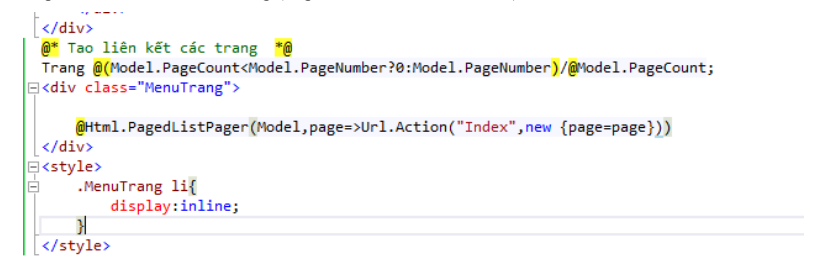 </div>
@* Tao liên kết các trang *@
Trang @(Model.PageCount<Model.PageNumber?0:Model.PageNumber)/@Model.PageCount;
<div class="MenuTrang">
@Html.PagedListPager(Model,page=>Url.Action("Index",new {page=page}))
</div>
<style>
.MenuTrang li{
display:inline;
}
</style>